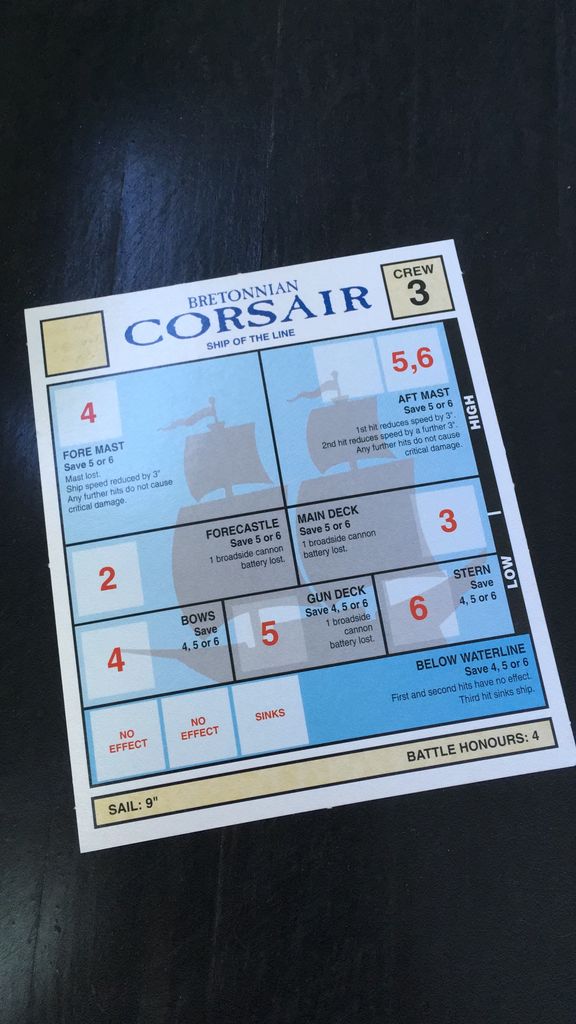 BRETONNIAN
CORSAIR
SHIP OF THE LINE
CREW
3
4
FORE MAST
Save 5 or 6
Mast lost.
Ship speed reduced by 3"
Any further hits do not cause
critical damage.
5,6
AFT MAST
Save 5 or 6
1st hit reduces speed by 3".
2nd hit reduces speed by a further 3".
Any further hits do not cause
critical damage.
HIGH
2
FORECASTLE
Save 5 or 6
1 broadside cannon
battery lost.
MAIN DECK
Save 5 or 6
1 broadside cannon
battery lost.
3
LOW
4
BOWS
Save
4, 5 or 6
5
GUN DECK
Save 4, 5 or 6
1 broadside
cannon
battery lost.
6
STERN
Save
4, 5 or 6
NO
EFFECT
NO
EFFECT
SINKS
BELOW WATERLINE
Save 4, 5 or 6
First and second hits have no effect.
Third hit sinks ship.
SAIL: 9"
BATTLE HONOURS: 4